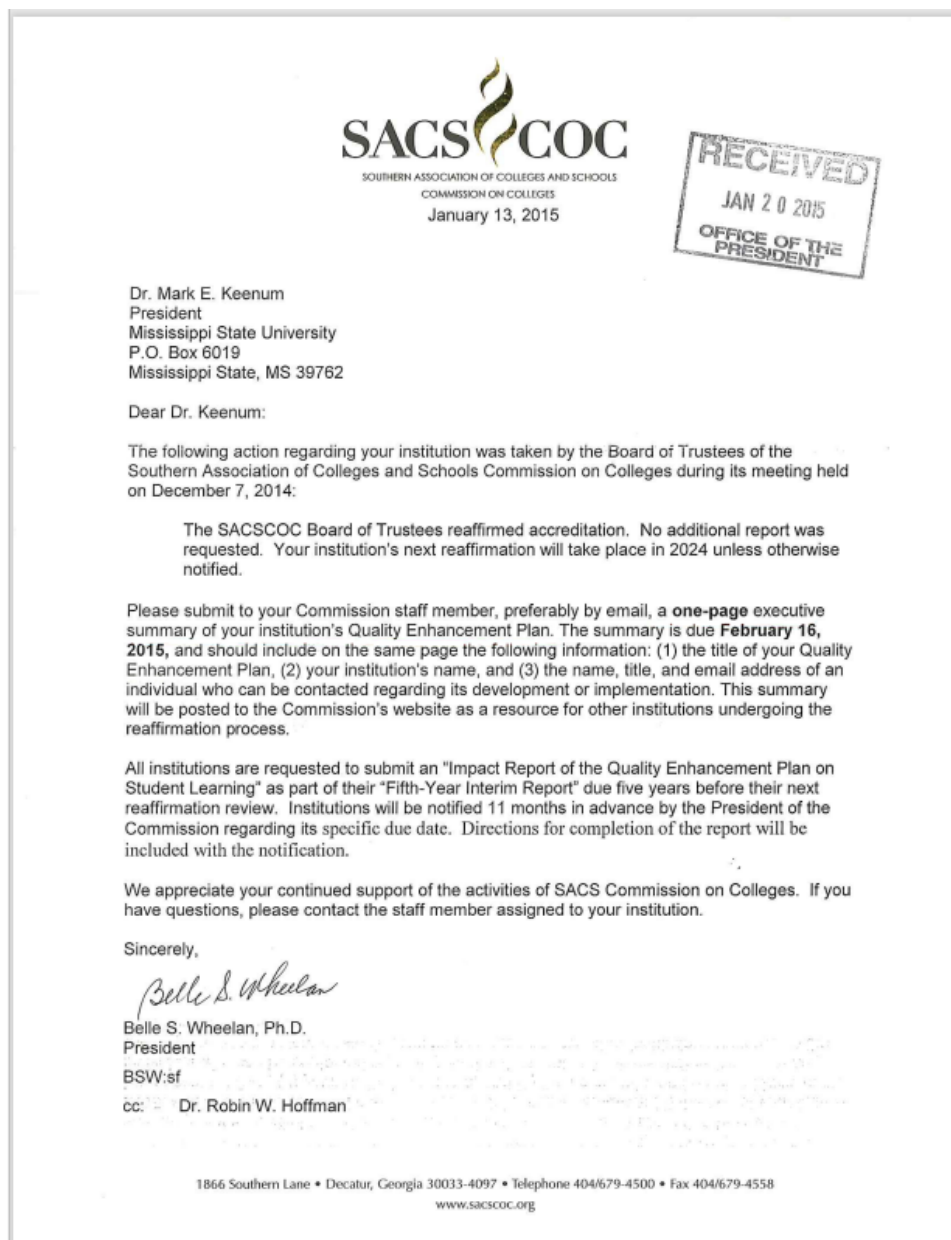 SACS COC
SOUTHERN ASSOCIATION OF COLLEGES AND SCHOOLS
COMMISSION ON COLLEGES
January 13, 2015
RECEIVED
JAN 20 2015
OFFICE OF THE
PRESIDENT
Dr. Mark E. Keenum
President
Mississippi State University
P.O. Box 6019
Mississippi State, MS 39762
Dear Dr. Keenum:
The following action regarding your institution was taken by the Board of Trustees of the
Southern Association of Colleges and Schools Commission on Colleges during its meeting held
on December 7, 2014:
The SACSCOC Board of Trustees reaffirmed accreditation. No additional report was
requested. Your institution's next reaffirmation will take place in 2024 unless otherwise
notified.
Please submit to your Commission staff member, preferably by email, a one-page executive
summary of your institution's Quality Enhancement Plan. The summary is due February 16,
2015, and should include on the same page the following information: (1) the title of your Quality
Enhancement Plan, (2) your institution's name, and (3) the name, title, and email address of an
individual who can be contacted regarding its development or implementation. This summary
will be posted to the Commission's website as a resource for other institutions undergoing the
reaffirmation process.
All institutions are requested to submit an "Impact Report of the Quality Enhancement Plan on
Student Learning" as part of their "Fifth-Year Interim Report" due five years before their next
reaffirmation review. Institutions will be notified 11 months in advance by the President of the
Commission regarding its specific due date. Directions for completion of the report will be
included with the notification.
We appreciate your continued support of the activities of SACS Commission on Colleges. If you
have questions, please contact the staff member assigned to your institution.
Sincerely,
Belle S. Wheelan
Belle S. Wheelan, Ph.D.
President
BSW:sf
cc: Dr. Robin W. Hoffman
1866 Southern Lane • Decatur, Georgia 30033-4097 • Telephone 404/679-4500 • Fax 404/679-4558
www.sacscoc.org